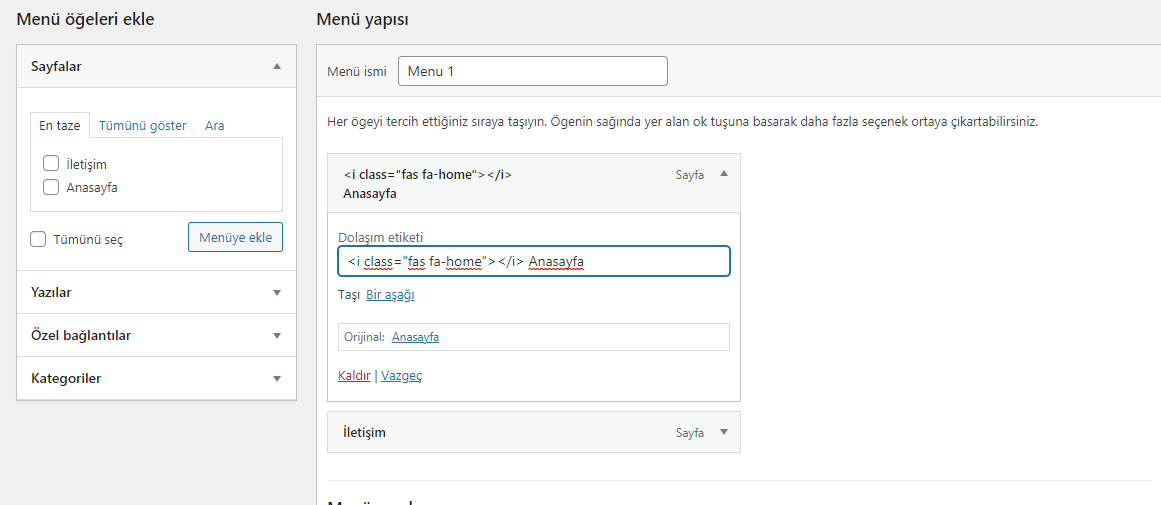 Menü öğeleri ekle
Sayfalar
En taze Tümünü göster Ara
İletişim
Anasayfa
Tümünü seç Menüye ekle
Yazılar
Özel bağlantılar
Kategoriler
Menü yapısı
Menü ismi Menu 1
Her ögeyi tercih ettiğiniz sıraya taşıyın. Ögenin sağında yer alan ok tuşuna basarak daha fazla seçenek ortaya çıkartabilirsiniz.
<i class="fas fa-home"></i> Sayfa
Anasayfa
Dolaşım etiketi
<i class="fas fa-home"></i> Anasayfa
Taşı Bir aşağı
Orijinal: Anasayfa
Kaldır | Vazgeç
İletişim Sayfa